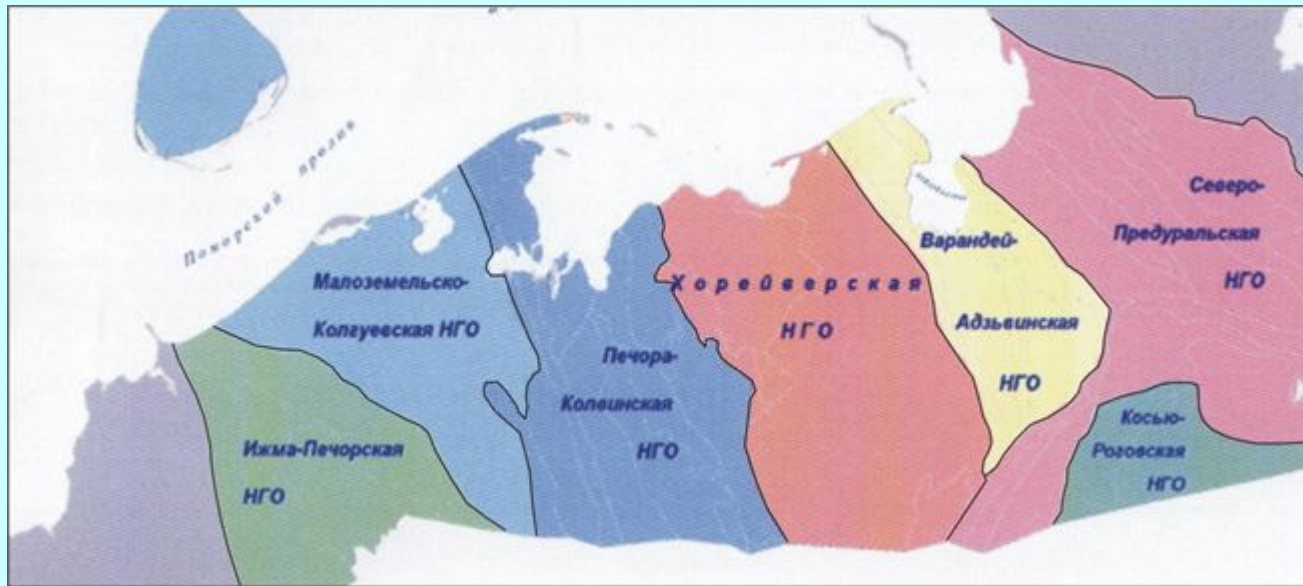 Поморский пролив
Малоземельско-
Колгуевская НГО
Ижма-Печорская
НГО
Печора-
Колвинская
НГО
Хорейверская
НГО
Варандей-
Адзьвинская
НГО
Северо-
Предуральская
НГО
Косью-
Роговская
НГО